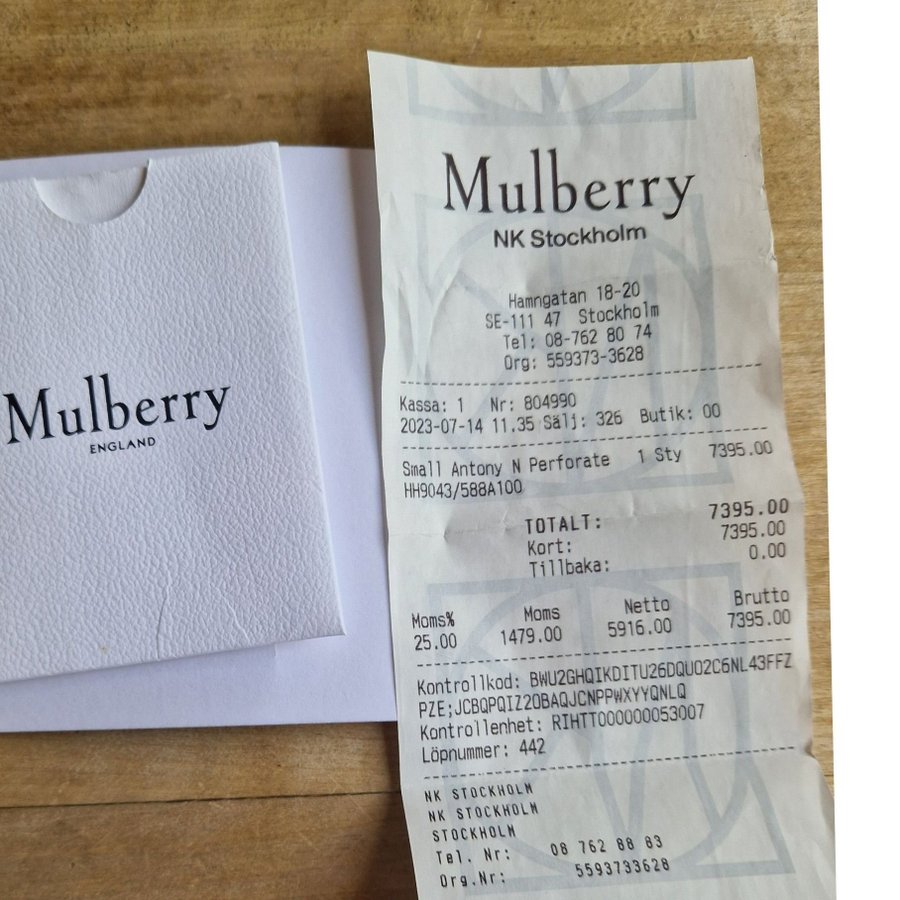 Mulberry
ENGLAND
Mulberry
NK Stockholm
Hamngatan 18-20
SE-111 47 Stockholm
Tel: 08-762 80 74
Org: 559373-3628
Kassa: 1 Nr: 804990
2023-07-14 11.35 Sälj: 326 Butik: 00
Small Antony N Perforate 1 Sty 7395.00
HH9043/588A100
TOTALT: 7395.00
Kort: 7395.00
Tillbaka: 0.00
Moms% Moms Netto Brutto
25.00 1479.00 5916.00 7395.00
Kontrollkod: BWU2GHQIKDITU26DQUO2C6NL43FFZ
PZE;JCBQPQIZ2OBAQJCNPPWXYYQNLQ
Kontrollenhet: RIHTT000000053007
Löpnummer: 442
NK STOCKHOLM
NK STOCKHOLM
STOCKHOLM
Tel. Nr: 08 762 88 83
Org.Nr: 5593733628